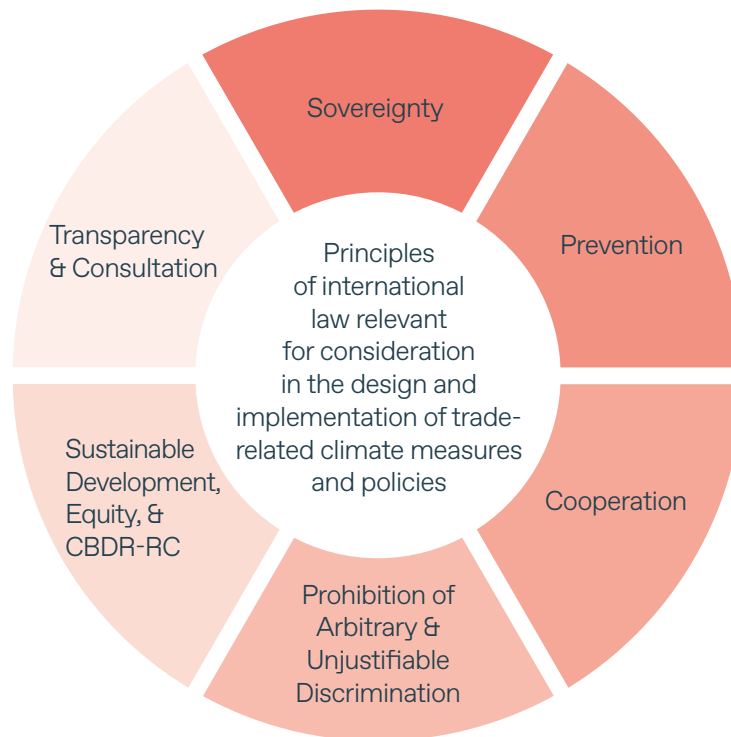 Sovereignty
Prevention
Cooperation
Prohibition of
Arbitrary &
Unjustifiable
Discrimination
Sustainable
Development,
Equity, &
CBDR-RC
Transparency
& Consultation
Principles
of international
law relevant
for consideration
in the design and
implementation of trade-
related climate measures
and policies